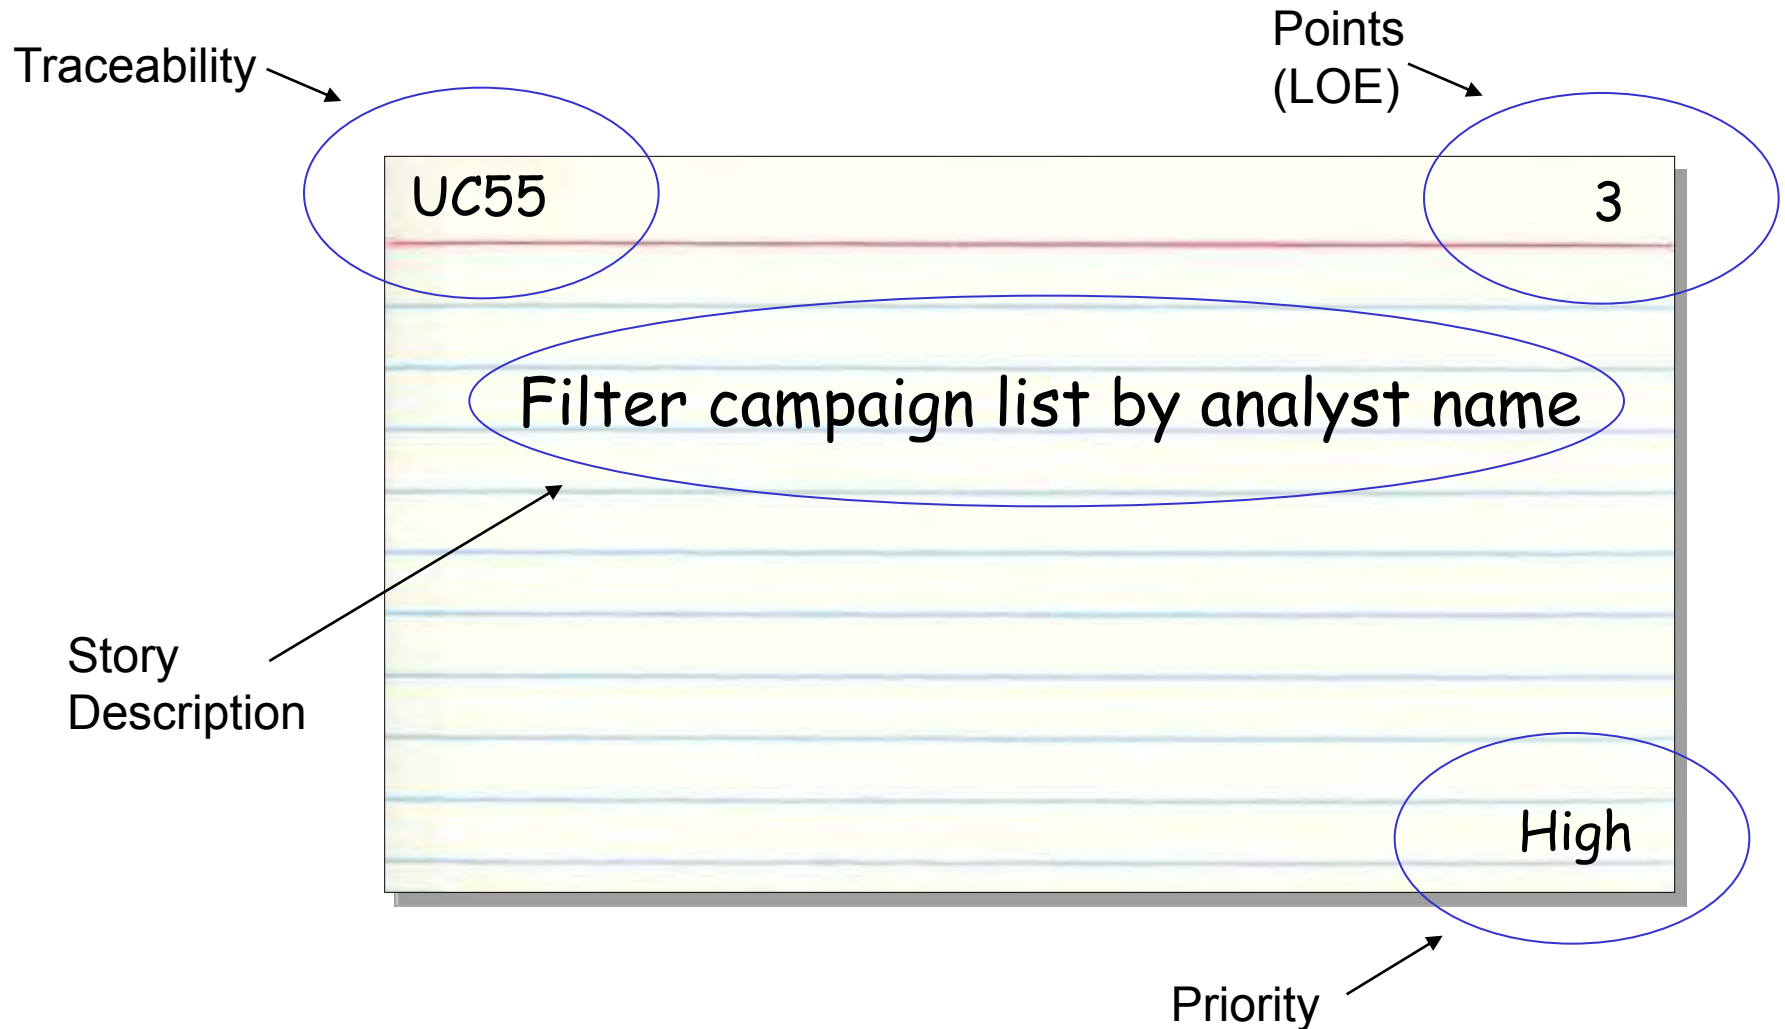 Points
Traceability
(LOE)
UC55
3
Filter campaign list by analyst name
Story
Description
High
Priority